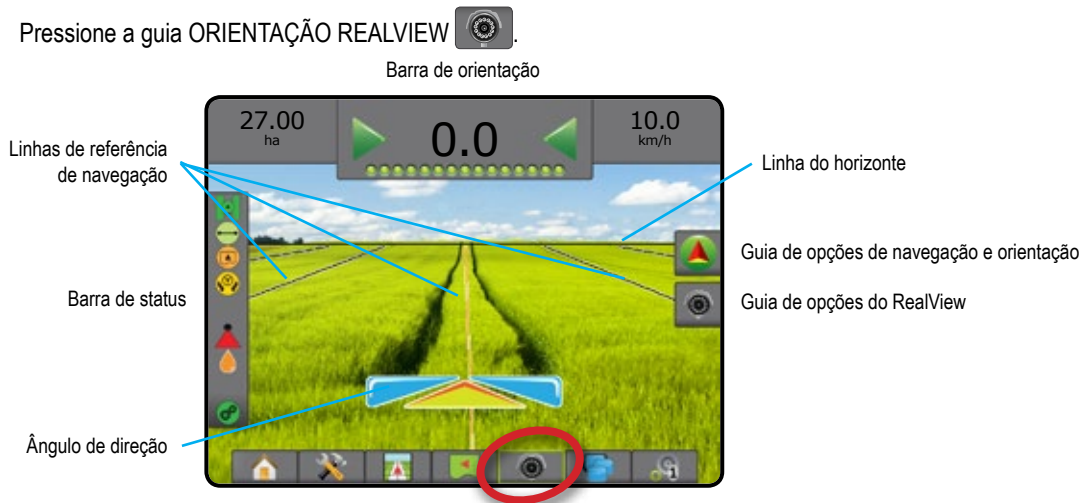 Pressione a guia ORIENTAÇÃO REALVIEW .
Barra de orientação
27.00
ha
0.0
10.0
km/h
Linhas de referência
de navegação
Linha do horizonte
Guia de opções de navegação e orientação
Barra de status
Guia de opções do RealView
Ângulo de direção
1